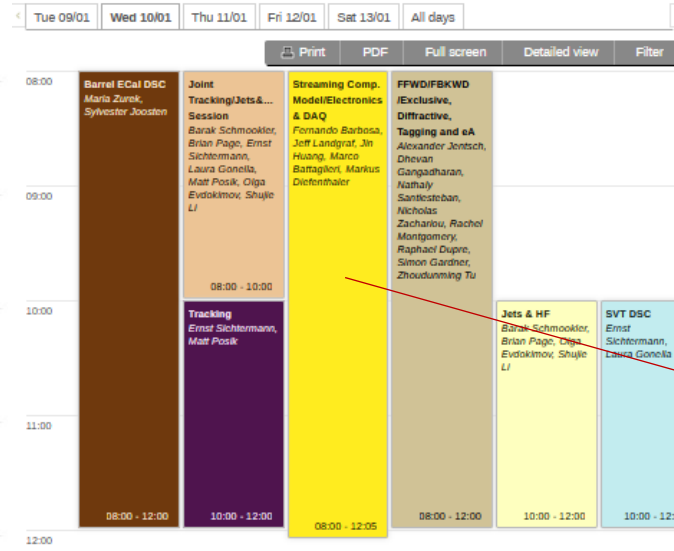 Tue 09/01 Wed 10/01 Thu 11/01 Fri 12/01 Sat 13/01 All days
Print PDF Full screen Detailed view Filter
08:00
09:00
10:00
11:00
12:00
Barrel ECal DSC
Maria Zurek,
Sylvester Joosten
08:00 - 12:00
Joint
Tracking/Jets&...
Session
Barak Schmookler,
Brian Page, Ernst
Sichtermann,
Laura Gonella,
Matt Posik, Olga
Evdokimov, Shujie
Li
08:00 - 10:00
Tracking
Ernst Sichtermann,
Matt Posik
10:00 - 12:00
Streaming Comp.
Model/Electronics
& DAQ
Fernando Barbosa,
Jeff Landgraf, Jin
Huang, Marco
Battaglieri, Markus
Diefenthaler
08:00 - 12:05
FFWD/FBKWD
/Exclusive,
Diffractive,
Tagging and eA
Alexander Jentsch,
Dhevan
Gangadharan,
Nathaly
Santiesteban,
Nicholas
Zachariou, Rachel
Montgomery,
Raphael Dupre,
Simon Gardner,
Zhoudunming Tu
08:00 - 12:00
Jets & HF
Barak Schmookler,
Brian Page, Olga
Evdokimov, Shujie
Li
10:00 - 12:00
SVT DSC
Ernst
Sichtermann,
Laura Gonella
10:00 - 12: